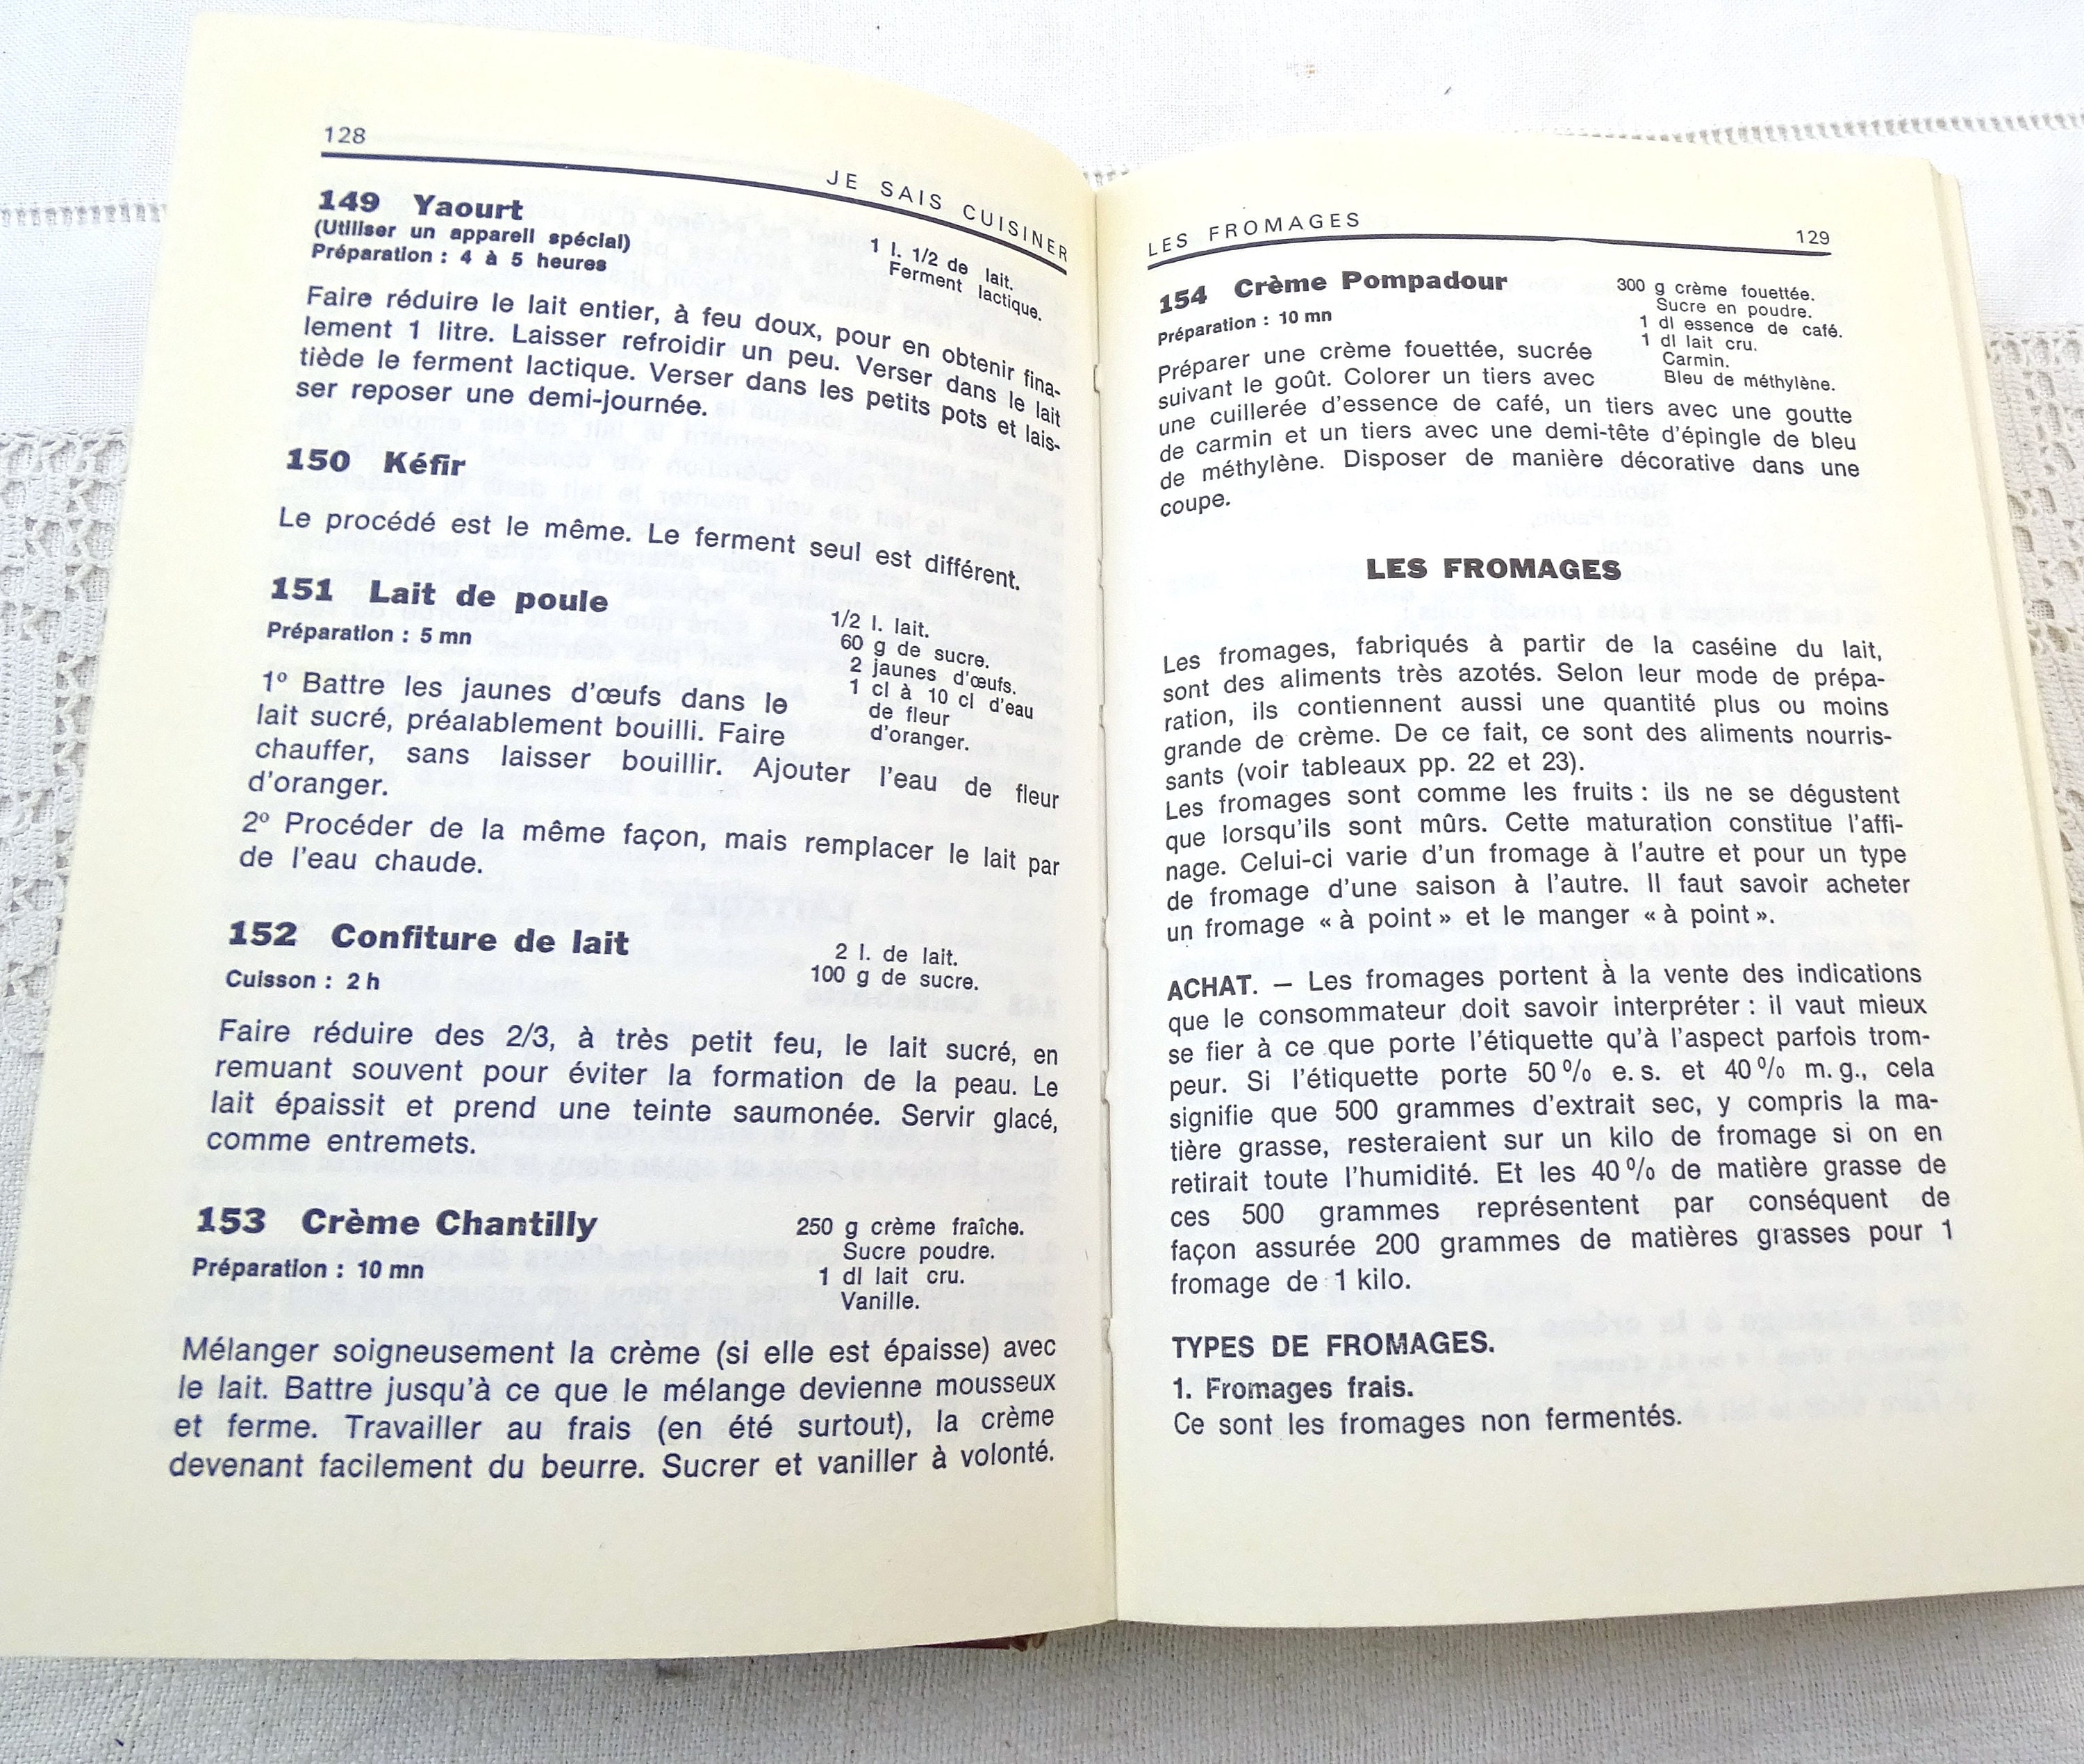 128
JE SAIS CUISINER
149 Yaourt
(Utiliser un appareil spécial)
Préparation : 4 à 5 heures
1 l. 1/2 de lait.
Ferment lactique.
Faire réduire le lait entier, à feu doux, pour en obtenir fina-
lement 1 litre. Laisser refroidir un peu. Verser dans le lait
tiède le ferment lactique. Verser dans les petits pots et lais-
ser reposer une demi-journée.
150 Kéfir
Le procédé est le même. Le ferment seul est différent.
151 Lait de poule
Préparation : 5 mn
1/2 l. lait.
60 g de sucre.
2 jaunes d'œufs.
1 cl à 10 cl d'eau
de fleur
d'oranger.
1º Battre les jaunes d'œufs dans le
lait sucré, préalablement bouilli. Faire
chauffer, sans laisser bouillir. Ajouter l'eau de fleur
d'oranger.
2º Procéder de la même façon, mais remplacer le lait par
de l'eau chaude.
152 Confiture de lait
Cuisson : 2 h
2 l. de lait.
100 g de sucre.
Faire réduire des 2/3, à très petit feu, le lait sucré, en
remuant souvent pour éviter la formation de la peau. Le
lait épaissit et prend une teinte saumonée. Servir glacé,
comme entremets.
153 Crème Chantilly
Préparation : 10 mn
250 g crème fraîche.
Sucre poudre.
1 dl lait cru.
Vanille.
Mélanger soigneusement la crème (si elle est épaisse) avec
le lait. Battre jusqu'à ce que le mélange devienne mousseux
et ferme. Travailler au frais (en été surtout), la crème
devenant facilement du beurre. Sucrer et vaniller à volonté.
LES FROMAGES
129
154 Crème Pompadour
Préparation : 10 mn
300 g crème fouettée.
Sucre en poudre.
1 dl essence de café.
1 dl lait cru.
Carmin.
Bleu de méthylène.
Préparer une crème fouettée, sucrée
suivant le goût. Colorer un tiers avec
une cuillerée d'essence de café, un tiers avec une goutte
de carmin et un tiers avec une demi-tête d'épingle de bleu
de méthylène. Disposer de manière décorative dans une
coupe.
LES FROMAGES
Les fromages, fabriqués à partir de la caséine du lait,
sont des aliments très azotés. Selon leur mode de prépa-
ration, ils contiennent aussi une quantité plus ou moins
grande de crème. De ce fait, ce sont des aliments nourris-
sants (voir tableaux pp. 22 et 23).
Les fromages sont comme les fruits : ils ne se dégustent
que lorsqu'ils sont mûrs. Cette maturation constitue l'affi-
nage. Celui-ci varie d'un fromage à l'autre et pour un type
de fromage d'une saison à l'autre. Il faut savoir acheter
un fromage « à point » et le manger « à point ».
ACHAT. — Les fromages portent à la vente des indications
que le consommateur doit savoir interpréter : il vaut mieux
se fier à ce que porte l'étiquette qu'à l'aspect parfois trom-
peur. Si l'étiquette porte 50 % e. s. et 40 % m. g., cela
signifie que 500 grammes d'extrait sec, y compris la ma-
tière grasse, resteraient sur un kilo de fromage si on en
retirait toute l'humidité. Et les 40 % de matière grasse de
ces 500 grammes représentent par conséquent de
façon assurée 200 grammes de matières grasses pour 1
fromage de 1 kilo.
TYPES DE FROMAGES.
1. Fromages frais.
Ce sont les fromages non fermentés.